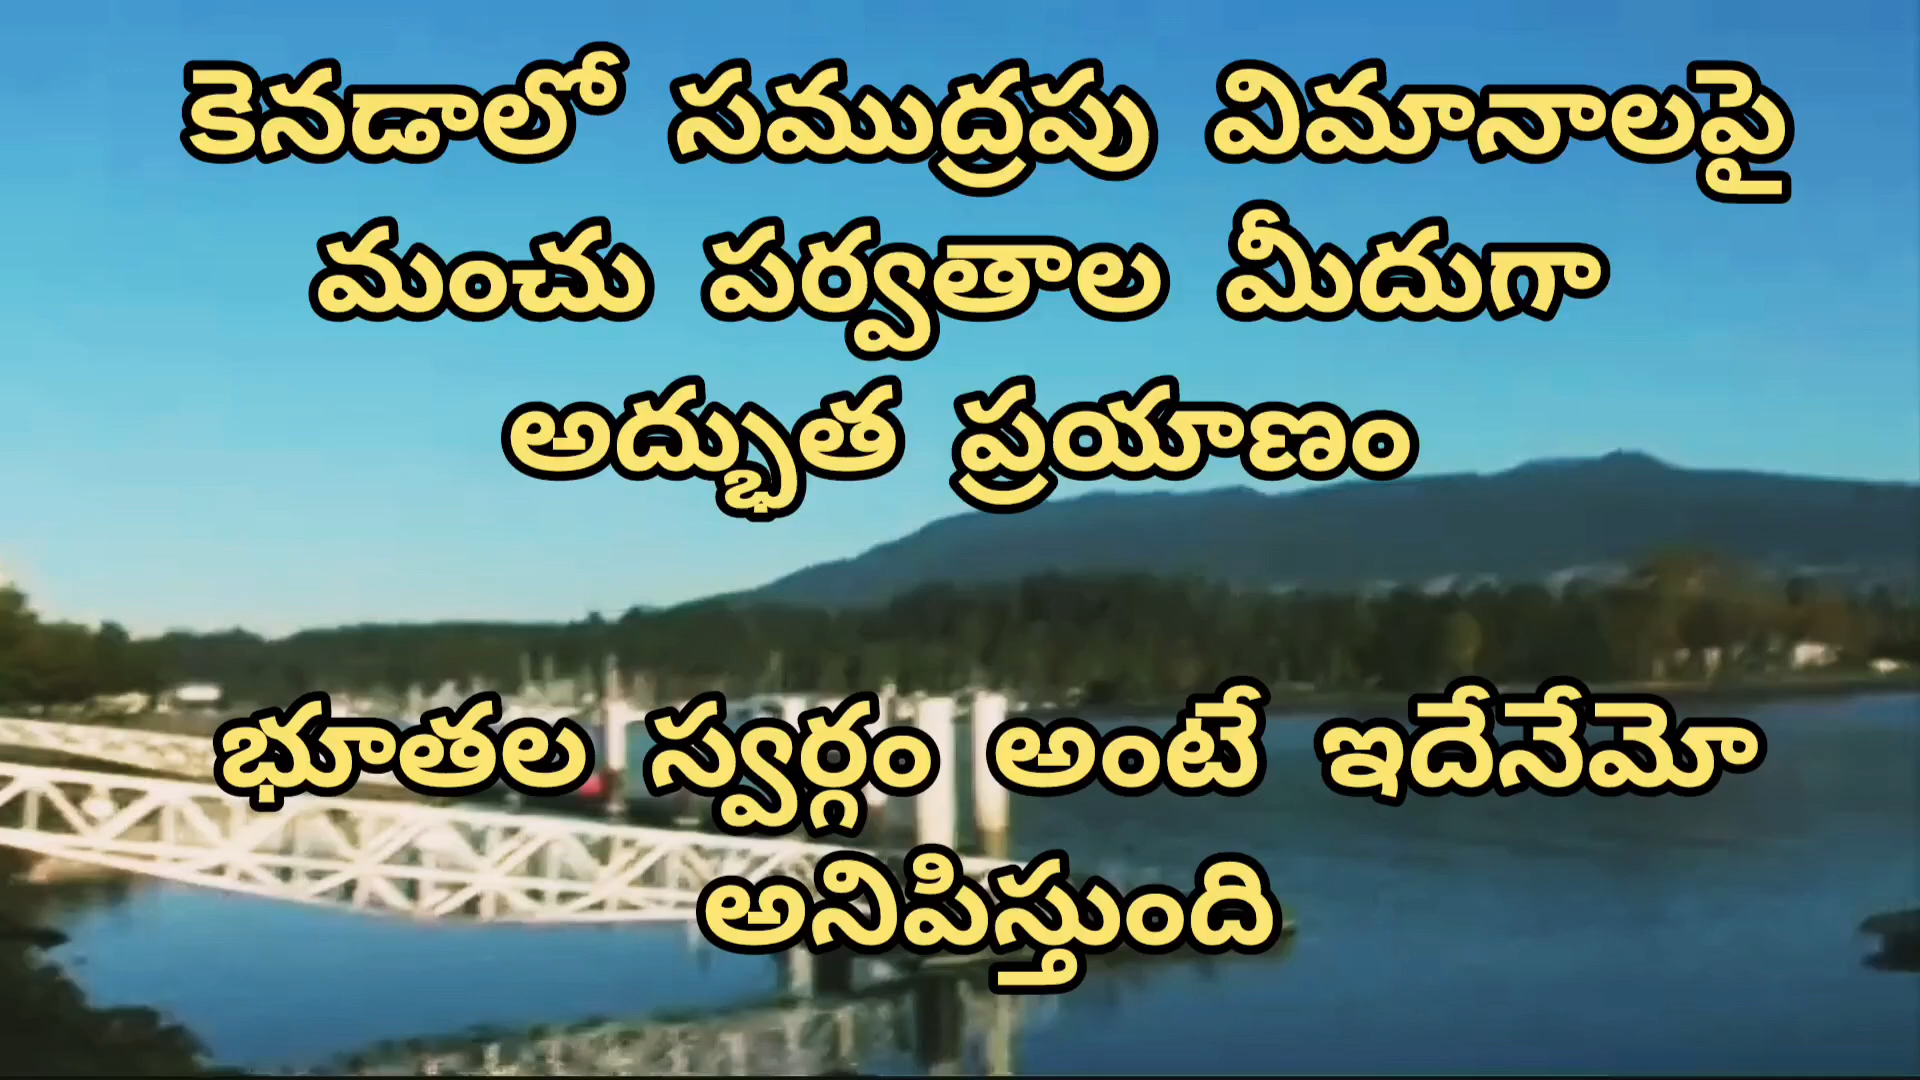 కెనడాలో సముద్రపు విమానాలపై
మంచు పర్వతాల మీదుగా
అద్భుత ప్రయాణం
భూతల స్వర్గం అంటే ఇదేనేమో
అనిపిస్తుంది